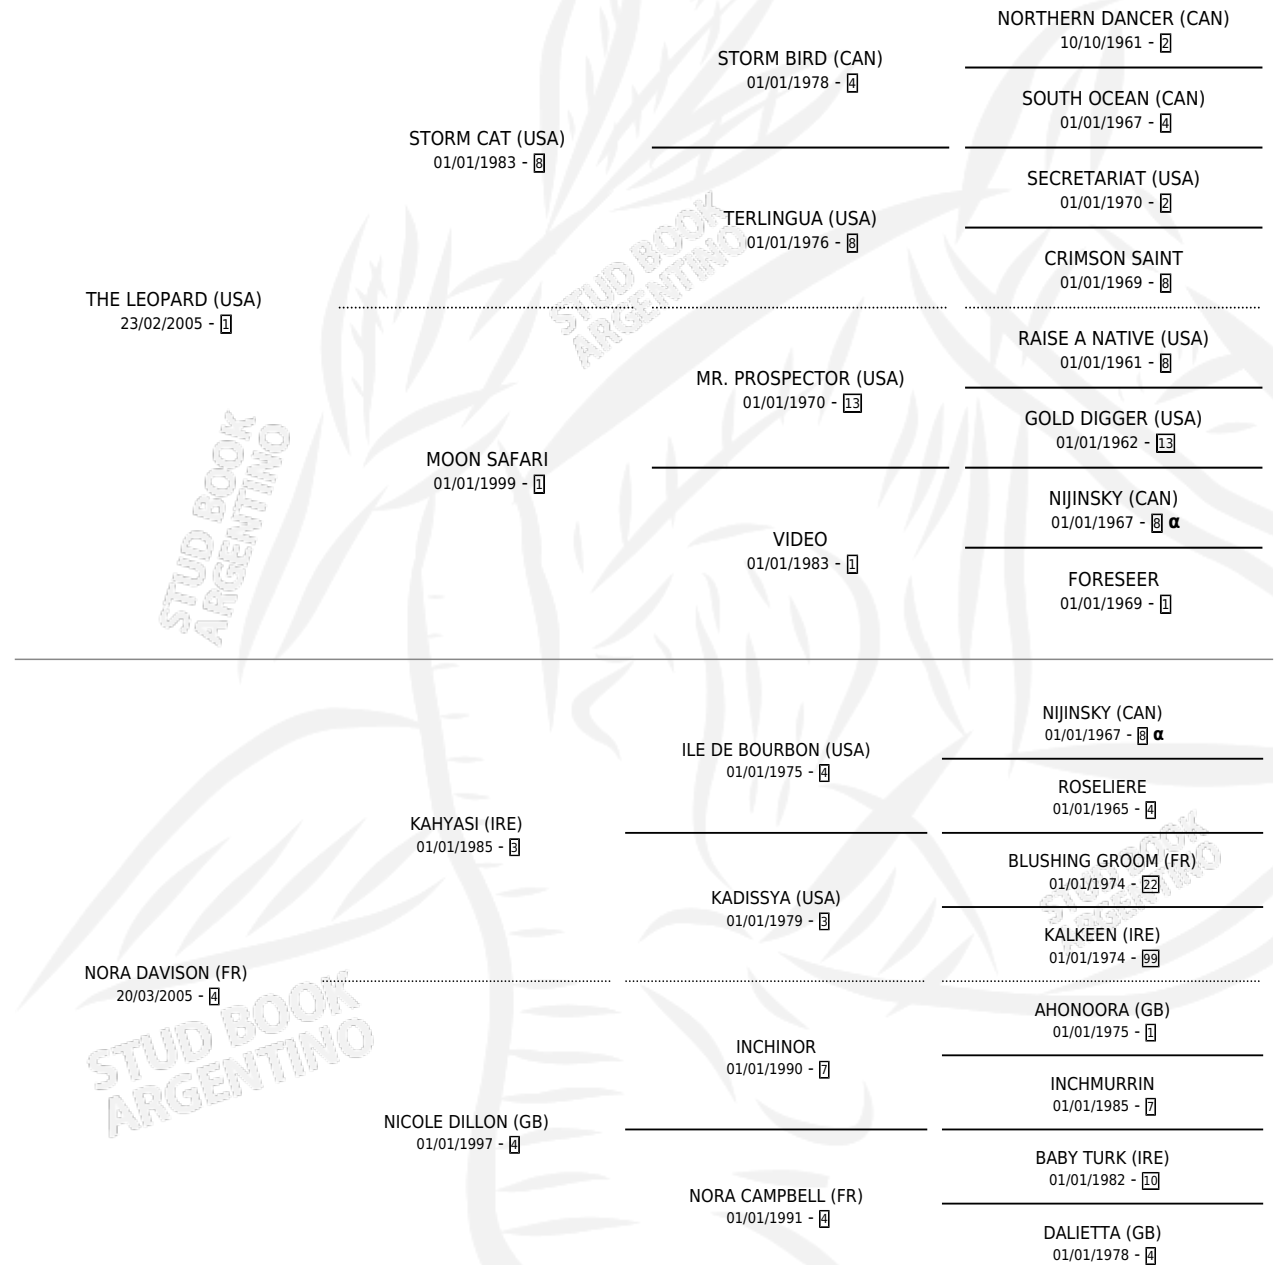 NORTHERN DANCER (CAN)
10/10/1961 - 2
STORM BIRD (CAN)
01/01/1978 - 4
SOUTH OCEAN (CAN)
01/01/1967 - 4
STORM CAT (USA)
01/01/1983 - 8
SECRETARIAT (USA)
01/01/1970 - 2
TERLINGUA (USA)
01/01/1976 - 8
CRIMSON SAINT
01/01/1969 - 8
THE LEOPARD (USA)
23/02/2005 - 1
RAISE A NATIVE (USA)
01/01/1961 - 8
MR. PROSPECTOR (USA)
01/01/1970 - 13
GOLD DIGGER (USA)
01/01/1962 - 13
MOON SAFARI
01/01/1999 - 1
NIJINSKY (CAN)
01/01/1967 - 8 α
VIDEO
01/01/1983 - 1
FORESEER
01/01/1969 - 1
NIJINSKY (CAN)
01/01/1967 - 8 α
ILE DE BOURBON (USA)
01/01/1975 - 4
ROSELIERE
01/01/1965 - 4
KAHYASI (IRE)
01/01/1985 - 3
BLUSHING GROOM (FR)
01/01/1974 - 22
KADISSYA (USA)
01/01/1979 - 3
KALKEEN (IRE)
01/01/1974 - 99
NORA DAVISON (FR)
20/03/2005 - 4
AHONOORA (GB)
01/01/1975 - 1
INCHINOR
01/01/1990 - 7
INCHMURRIN
01/01/1985 - 7
NICOLE DILLON (GB)
01/01/1997 - 4
BABY TURK (IRE)
01/01/1982 - 10
NORA CAMPBELL (FR)
01/01/1991 - 4
DALIETTA (GB)
01/01/1978 - 4
STUD BOOK
ARGENTINO
STUD BOOK
ARGENTINO
STUD BOOK
ARGENTINO
STUD BOOK
ARGENTINO